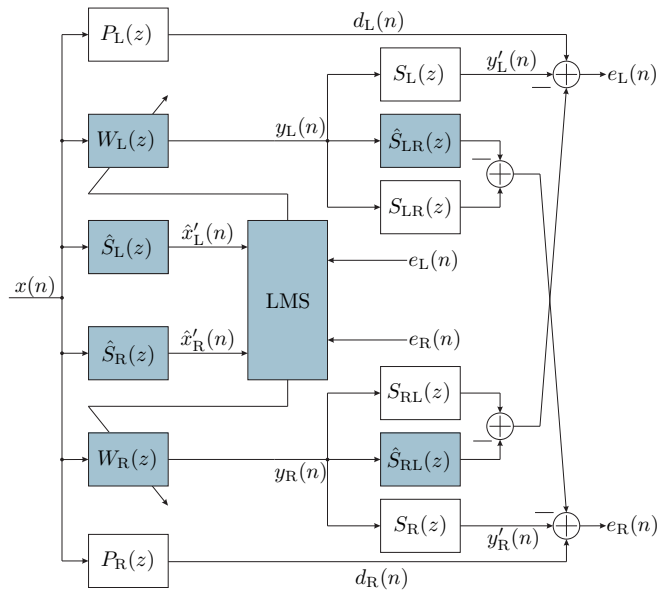 P_L(z)
d_L(n)
S_L(z)
y′_L(n)
−
e_L(n)
W_L(z)
y_L(n)
Ŝ_LR(z)
−
S_LR(z)
Ŝ_L(z)
x̂′_L(n)
x(n)
LMS
e_L(n)
Ŝ_R(z)
x̂′_R(n)
e_R(n)
S_RL(z)
−
W_R(z)
y_R(n)
Ŝ_RL(z)
S_R(z)
y′_R(n)
−
e_R(n)
P_R(z)
d_R(n)